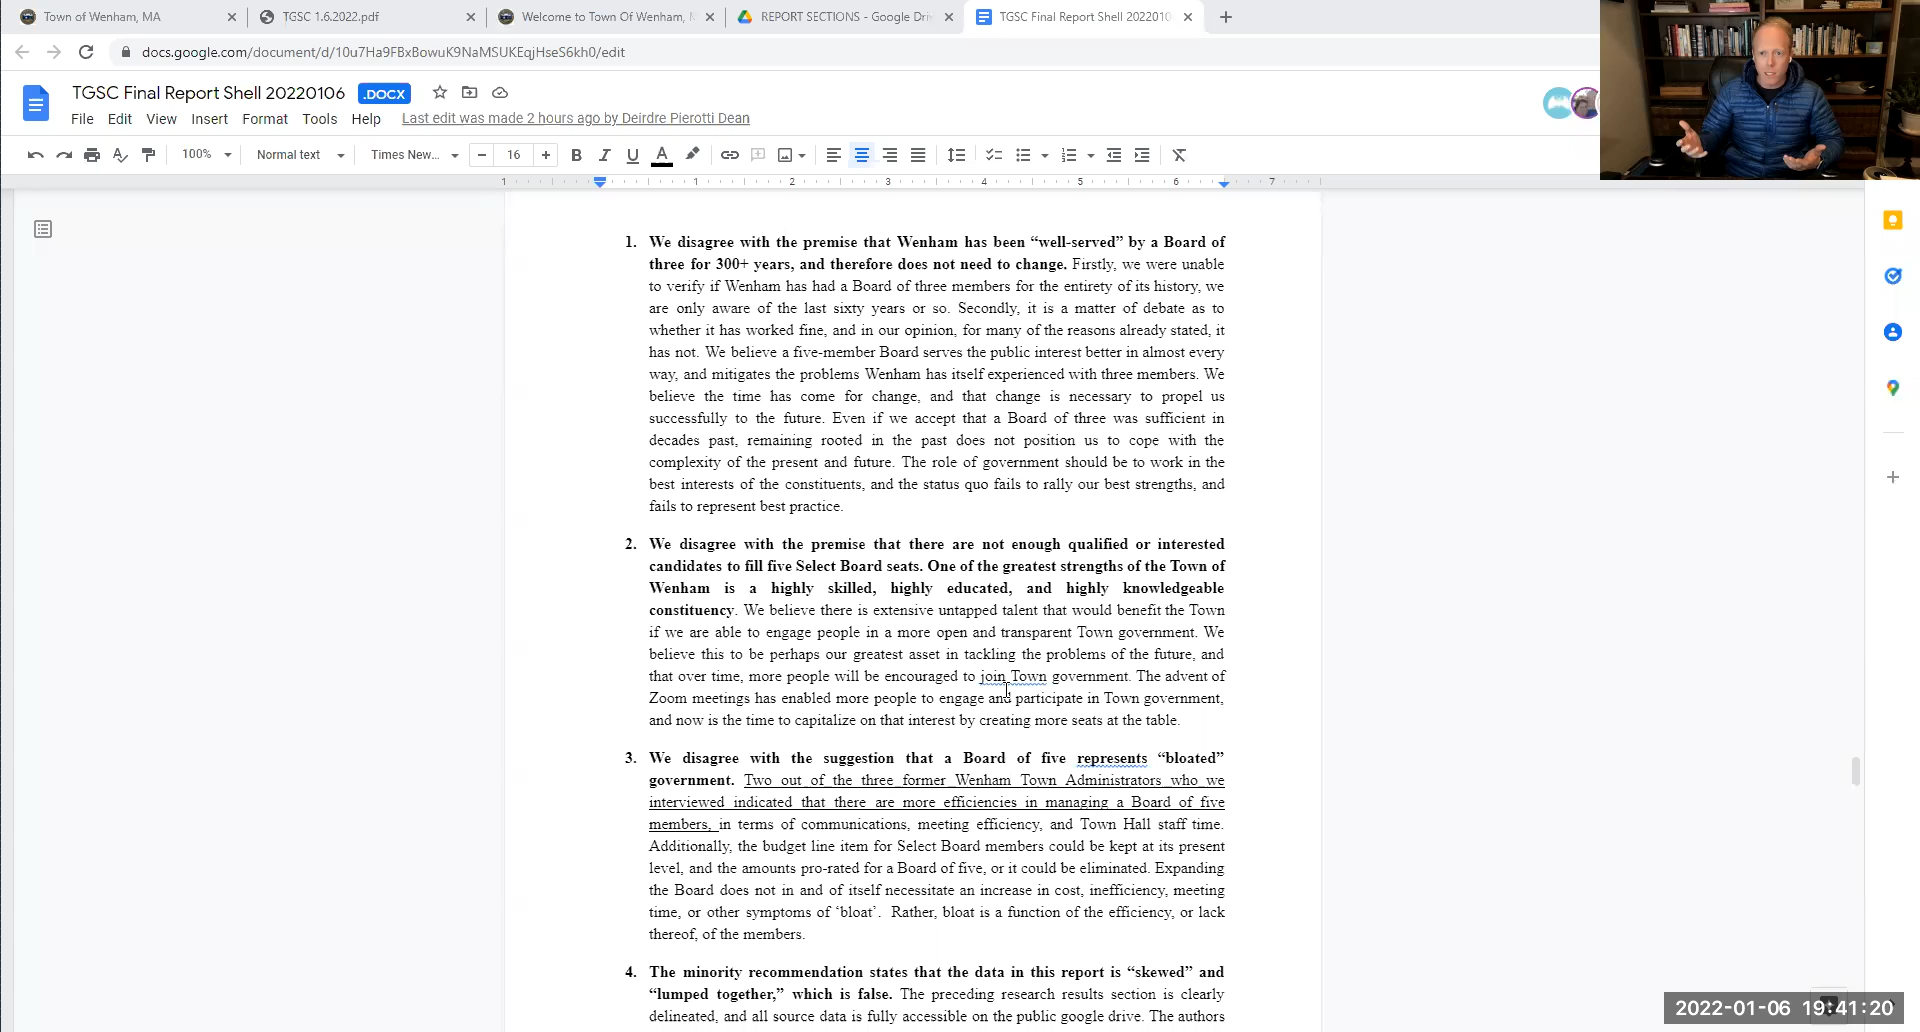 Town of Wenham, MA
TGSC 1.6.2022.pdf
Welcome to Town Of Wenham,
REPORT SECTIONS - Google Dri
TGSC Final Report Shell 2022010
docs.google.com/document/d/10u7Ha9FBxBowuK9NaMSUKEqjHseS6kh0/edit
TGSC Final Report Shell 20220106 .DOCX
File Edit View Insert Format Tools Help Last edit was made 2 hours ago by Deirdre Pierotti Dean
100% Normal text Times New... 16 B I U A
1 1 2 3 4 5 6 7
1. We disagree with the premise that Wenham has been “well-served” by a Board of
three for 300+ years, and therefore does not need to change. Firstly, we were unable
to verify if Wenham has had a Board of three members for the entirety of its history, we
are only aware of the last sixty years or so. Secondly, it is a matter of debate as to
whether it has worked fine, and in our opinion, for many of the reasons already stated, it
has not. We believe a five-member Board serves the public interest better in almost every
way, and mitigates the problems Wenham has itself experienced with three members. We
believe the time has come for change, and that change is necessary to propel us
successfully to the future. Even if we accept that a Board of three was sufficient in
decades past, remaining rooted in the past does not position us to cope with the
complexity of the present and future. The role of government should be to work in the
best interests of the constituents, and the status quo fails to rally our best strengths, and
fails to represent best practice.
2. We disagree with the premise that there are not enough qualified or interested
candidates to fill five Select Board seats. One of the greatest strengths of the Town of
Wenham is a highly skilled, highly educated, and highly knowledgeable
constituency. We believe there is extensive untapped talent that would benefit the Town
if we are able to engage people in a more open and transparent Town government. We
believe this to be perhaps our greatest asset in tackling the problems of the future, and
that over time, more people will be encouraged to join Town government. The advent of
Zoom meetings has enabled more people to engage and participate in Town government,
and now is the time to capitalize on that interest by creating more seats at the table.
3. We disagree with the suggestion that a Board of five represents “bloated”
government. Two out of the three former Wenham Town Administrators who we
interviewed indicated that there are more efficiencies in managing a Board of five
members, in terms of communications, meeting efficiency, and Town Hall staff time.
Additionally, the budget line item for Select Board members could be kept at its present
level, and the amounts pro-rated for a Board of five, or it could be eliminated. Expanding
the Board does not in and of itself necessitate an increase in cost, inefficiency, meeting
time, or other symptoms of ‘bloat’. Rather, bloat is a function of the efficiency, or lack
thereof, of the members.
4. The minority recommendation states that the data in this report is “skewed” and
“lumped together,” which is false. The preceding research results section is clearly
delineated, and all source data is fully accessible on the public google drive. The authors
2022-01-06 19:41:20